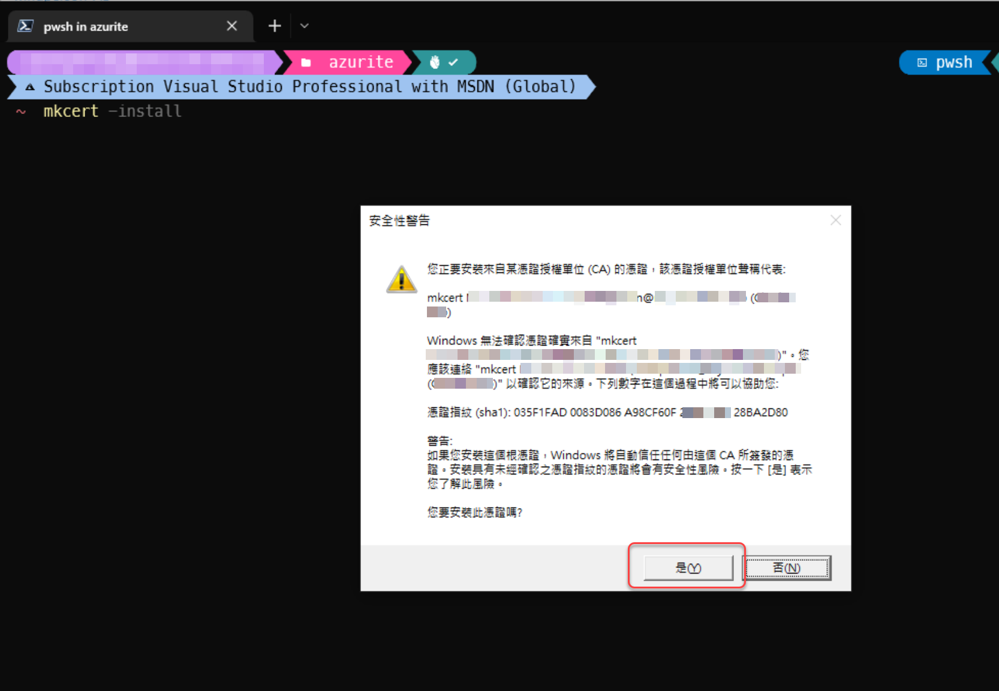 pwsh in azurite
azurite
pwsh
Subscription Visual Studio Professional with MSDN (Global)
~ mkcert -install
安全性警告
您正要安裝來自某憑證授權單位 (CA) 的憑證，該憑證授權單位聲稱代表:
mkcert
Windows 無法確認憑證確實來自 "mkcert
)"。您
應該連絡 "mkcert
)" 以確認它的來源。下列數字在這個過程中將可以協助您:
憑證指紋 (sha1): 035F1FAD 0083D086 A98CF60F 28BA2D80
警告:
如果您安裝這個根憑證，Windows 將自動信任任何由這個 CA 所簽發的憑
證。安裝具有未經確認之憑證指紋的憑證將會有安全性風險。按一下 [是] 表示
您了解此風險。
您要安裝此憑證嗎?
是(Y)
否(N)